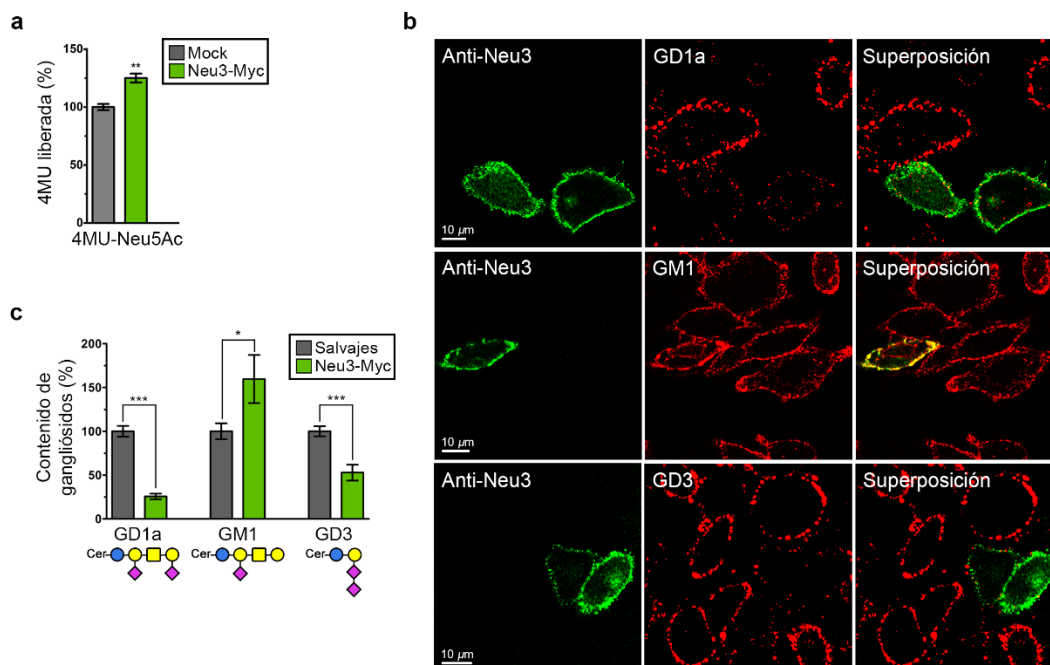 a
4MU liberada (%)
150
100
50
0
**
Mock
Neu3-Myc
4MU-Neu5Ac
b
Anti-Neu3
GD1a
Superposición
10 µm
Anti-Neu3
GM1
Superposición
10 µm
Anti-Neu3
GD3
Superposición
10 µm
c
Contenido de
gangliósidos (%)
200
150
100
50
0
***
*
***
Salvajes
Neu3-Myc
GD1a
GM1
GD3
Cer
Cer
Cer